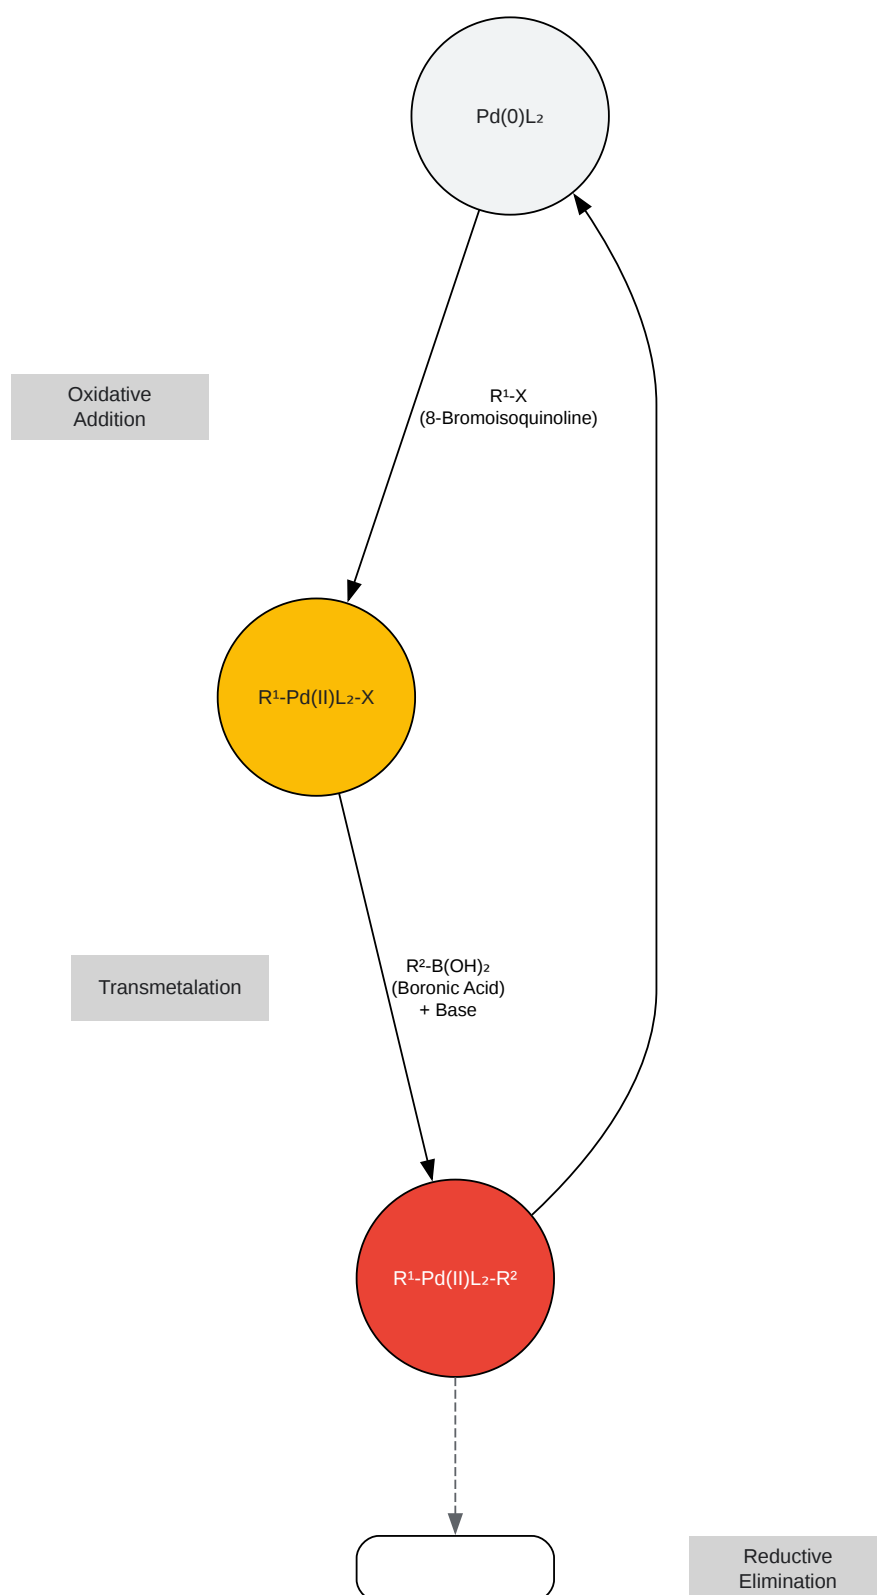 Pd(0)L₂
Oxidative
Addition
R¹-X
(8-Bromoisoquinoline)
R¹-Pd(II)L₂-X
Transmetalation
R²-B(OH)₂
(Boronic Acid)
+ Base
R¹-Pd(II)L₂-R²
Reductive
Elimination